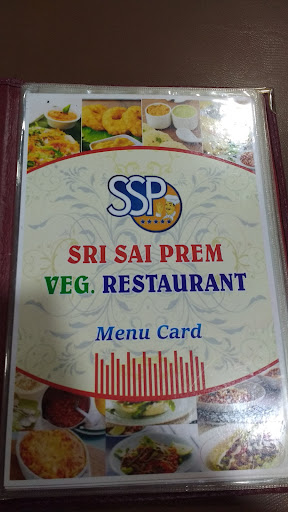 SSP
SRI SAI PREM
VEG. RESTAURANT
Menu Card